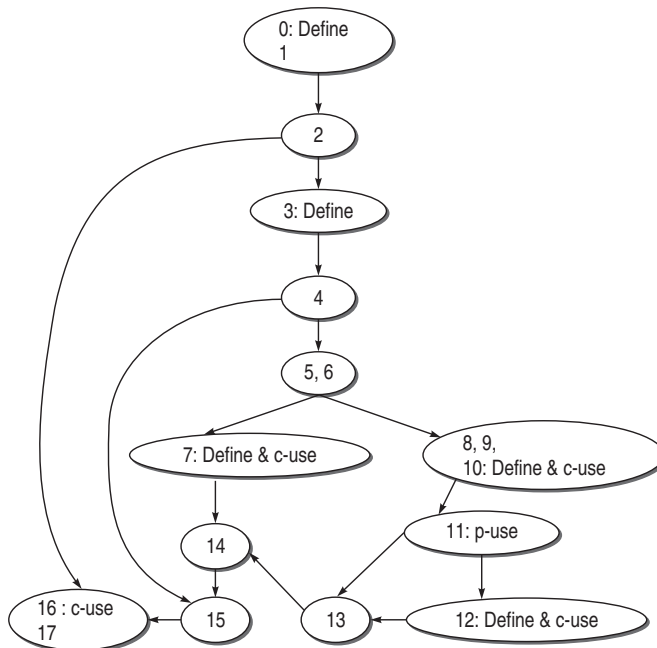 0: Define
1
2
3: Define
4
5, 6
7: Define & c-use
8, 9,
10: Define & c-use
11: p-use
14
16 : c-use
17
15
13
12: Define & c-use